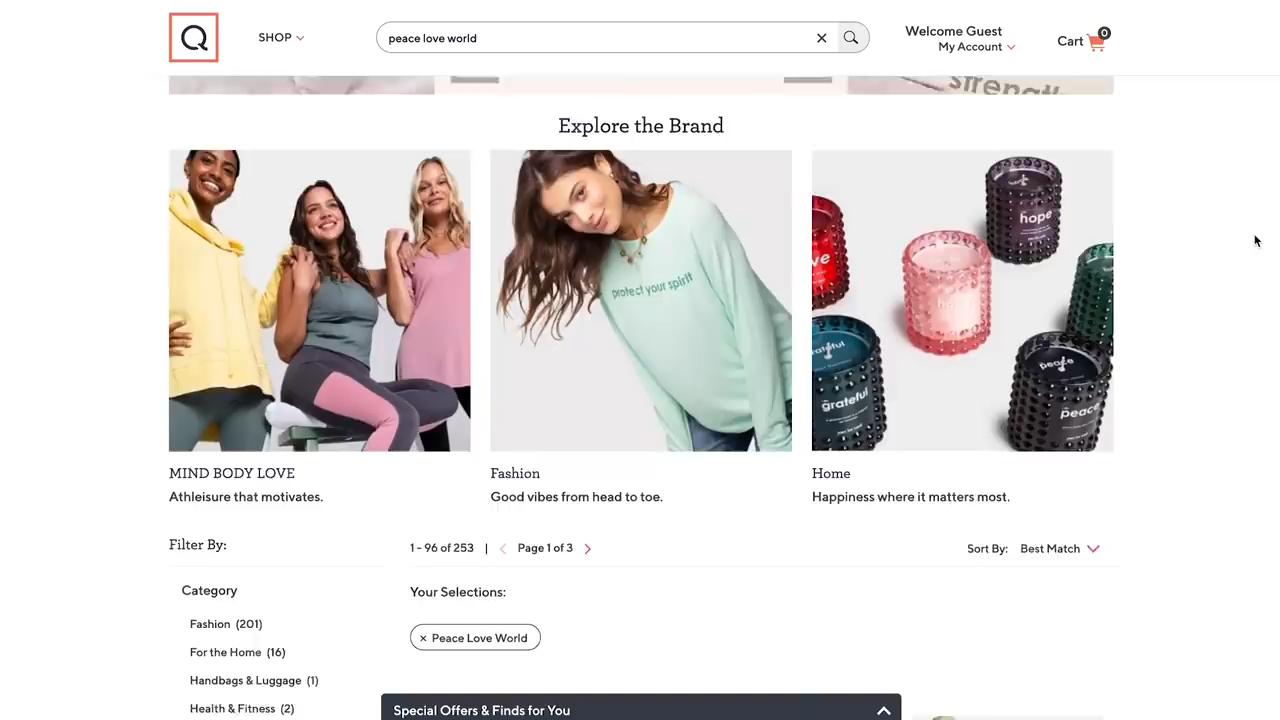 Q
SHOP
peace love world
Welcome Guest
My Account
Cart
0
strength
Explore the Brand
protect your spirit
hope
grateful
peace
MIND BODY LOVE
Athleisure that motivates.
Fashion
Good vibes from head to toe.
Home
Happiness where it matters most.
Filter By:
1 - 96 of 253 | Page 1 of 3
Sort By: Best Match
Category
Your Selections:
Fashion (201)
× Peace Love World
For the Home (16)
Handbags & Luggage (1)
Health & Fitness (2)
Special Offers & Finds for You